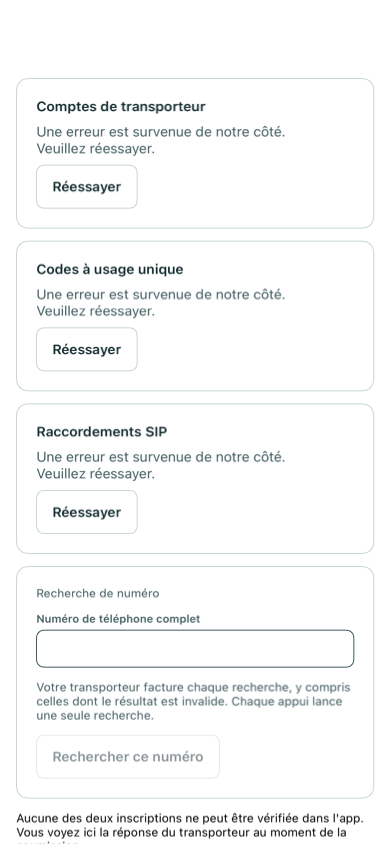 Comptes de transporteur
Une erreur est survenue de notre côté.
Veuillez réessayer.
Réessayer
Codes à usage unique
Une erreur est survenue de notre côté.
Veuillez réessayer.
Réessayer
Raccordements SIP
Une erreur est survenue de notre côté.
Veuillez réessayer.
Réessayer
Recherche de numéro
Numéro de téléphone complet
Votre transporteur facture chaque recherche, y compris
celles dont le résultat est invalide. Chaque appui lance
une seule recherche.
Rechercher ce numéro
Aucune des deux inscriptions ne peut être vérifiée dans l'app.
Vous voyez ici la réponse du transporteur au moment de la